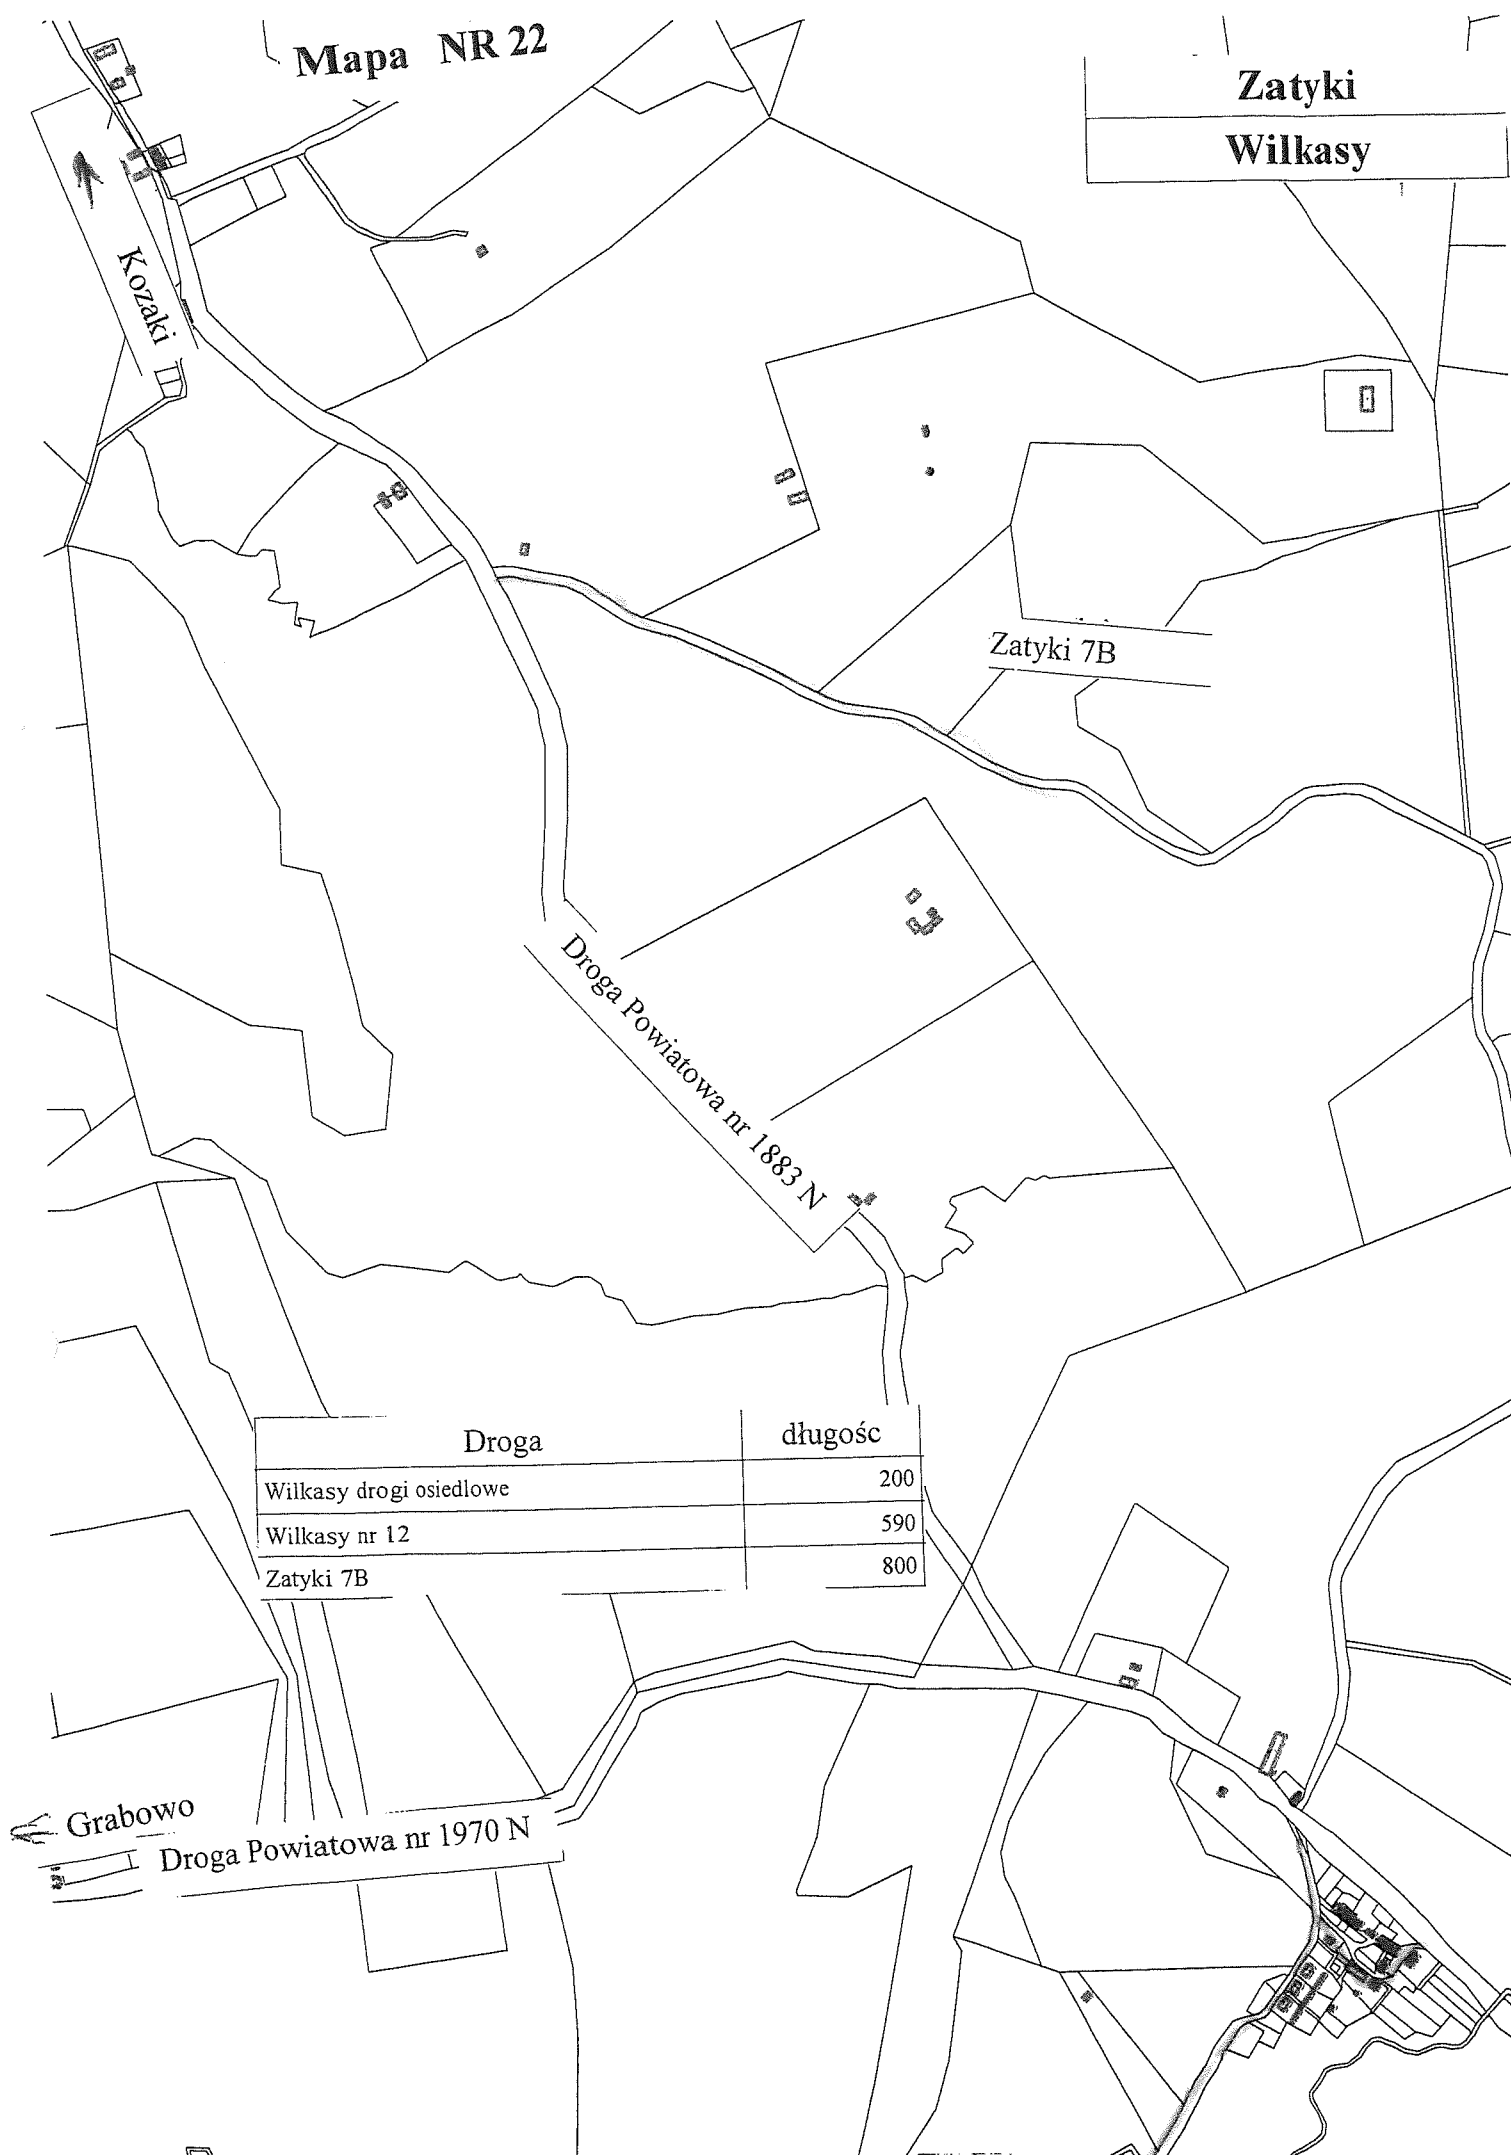 Mapa NR 22
Zatyki
Wilkasy
Kozaki
Zatyki 7B
Droga Powiatowa nr 1883 N
Droga długośc
Wilkasy drogi osiedlowe 200
Wilkasy nr 12 590
Zatyki 7B 800
Grabowo
Droga Powiatowa nr 1970 N